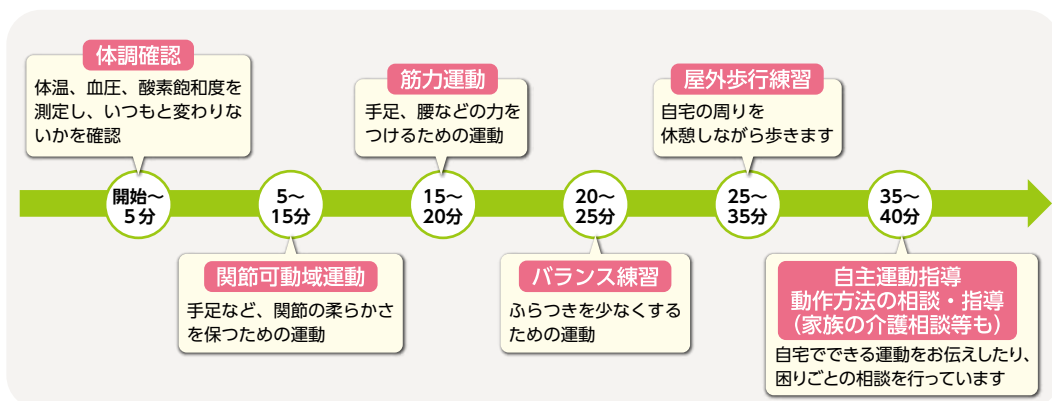 体調確認
体温、血圧、酸素飽和度を
測定し、いつもと変わりな
いかを確認
開始〜
5分
関節可動域運動
手足など、関節の柔らかさ
を保つための運動
5〜
15分
筋力運動
手足、腰などの力を
つけるための運動
15〜
20分
バランス練習
ふらつきを少なくする
ための運動
20〜
25分
屋外歩行練習
自宅の周りを
休憩しながら歩きます
25〜
35分
自主運動指導
動作方法の相談・指導
（家族の介護相談等も）
自宅でできる運動をお伝えしたり、
困りごとの相談を行っています
35〜
40分